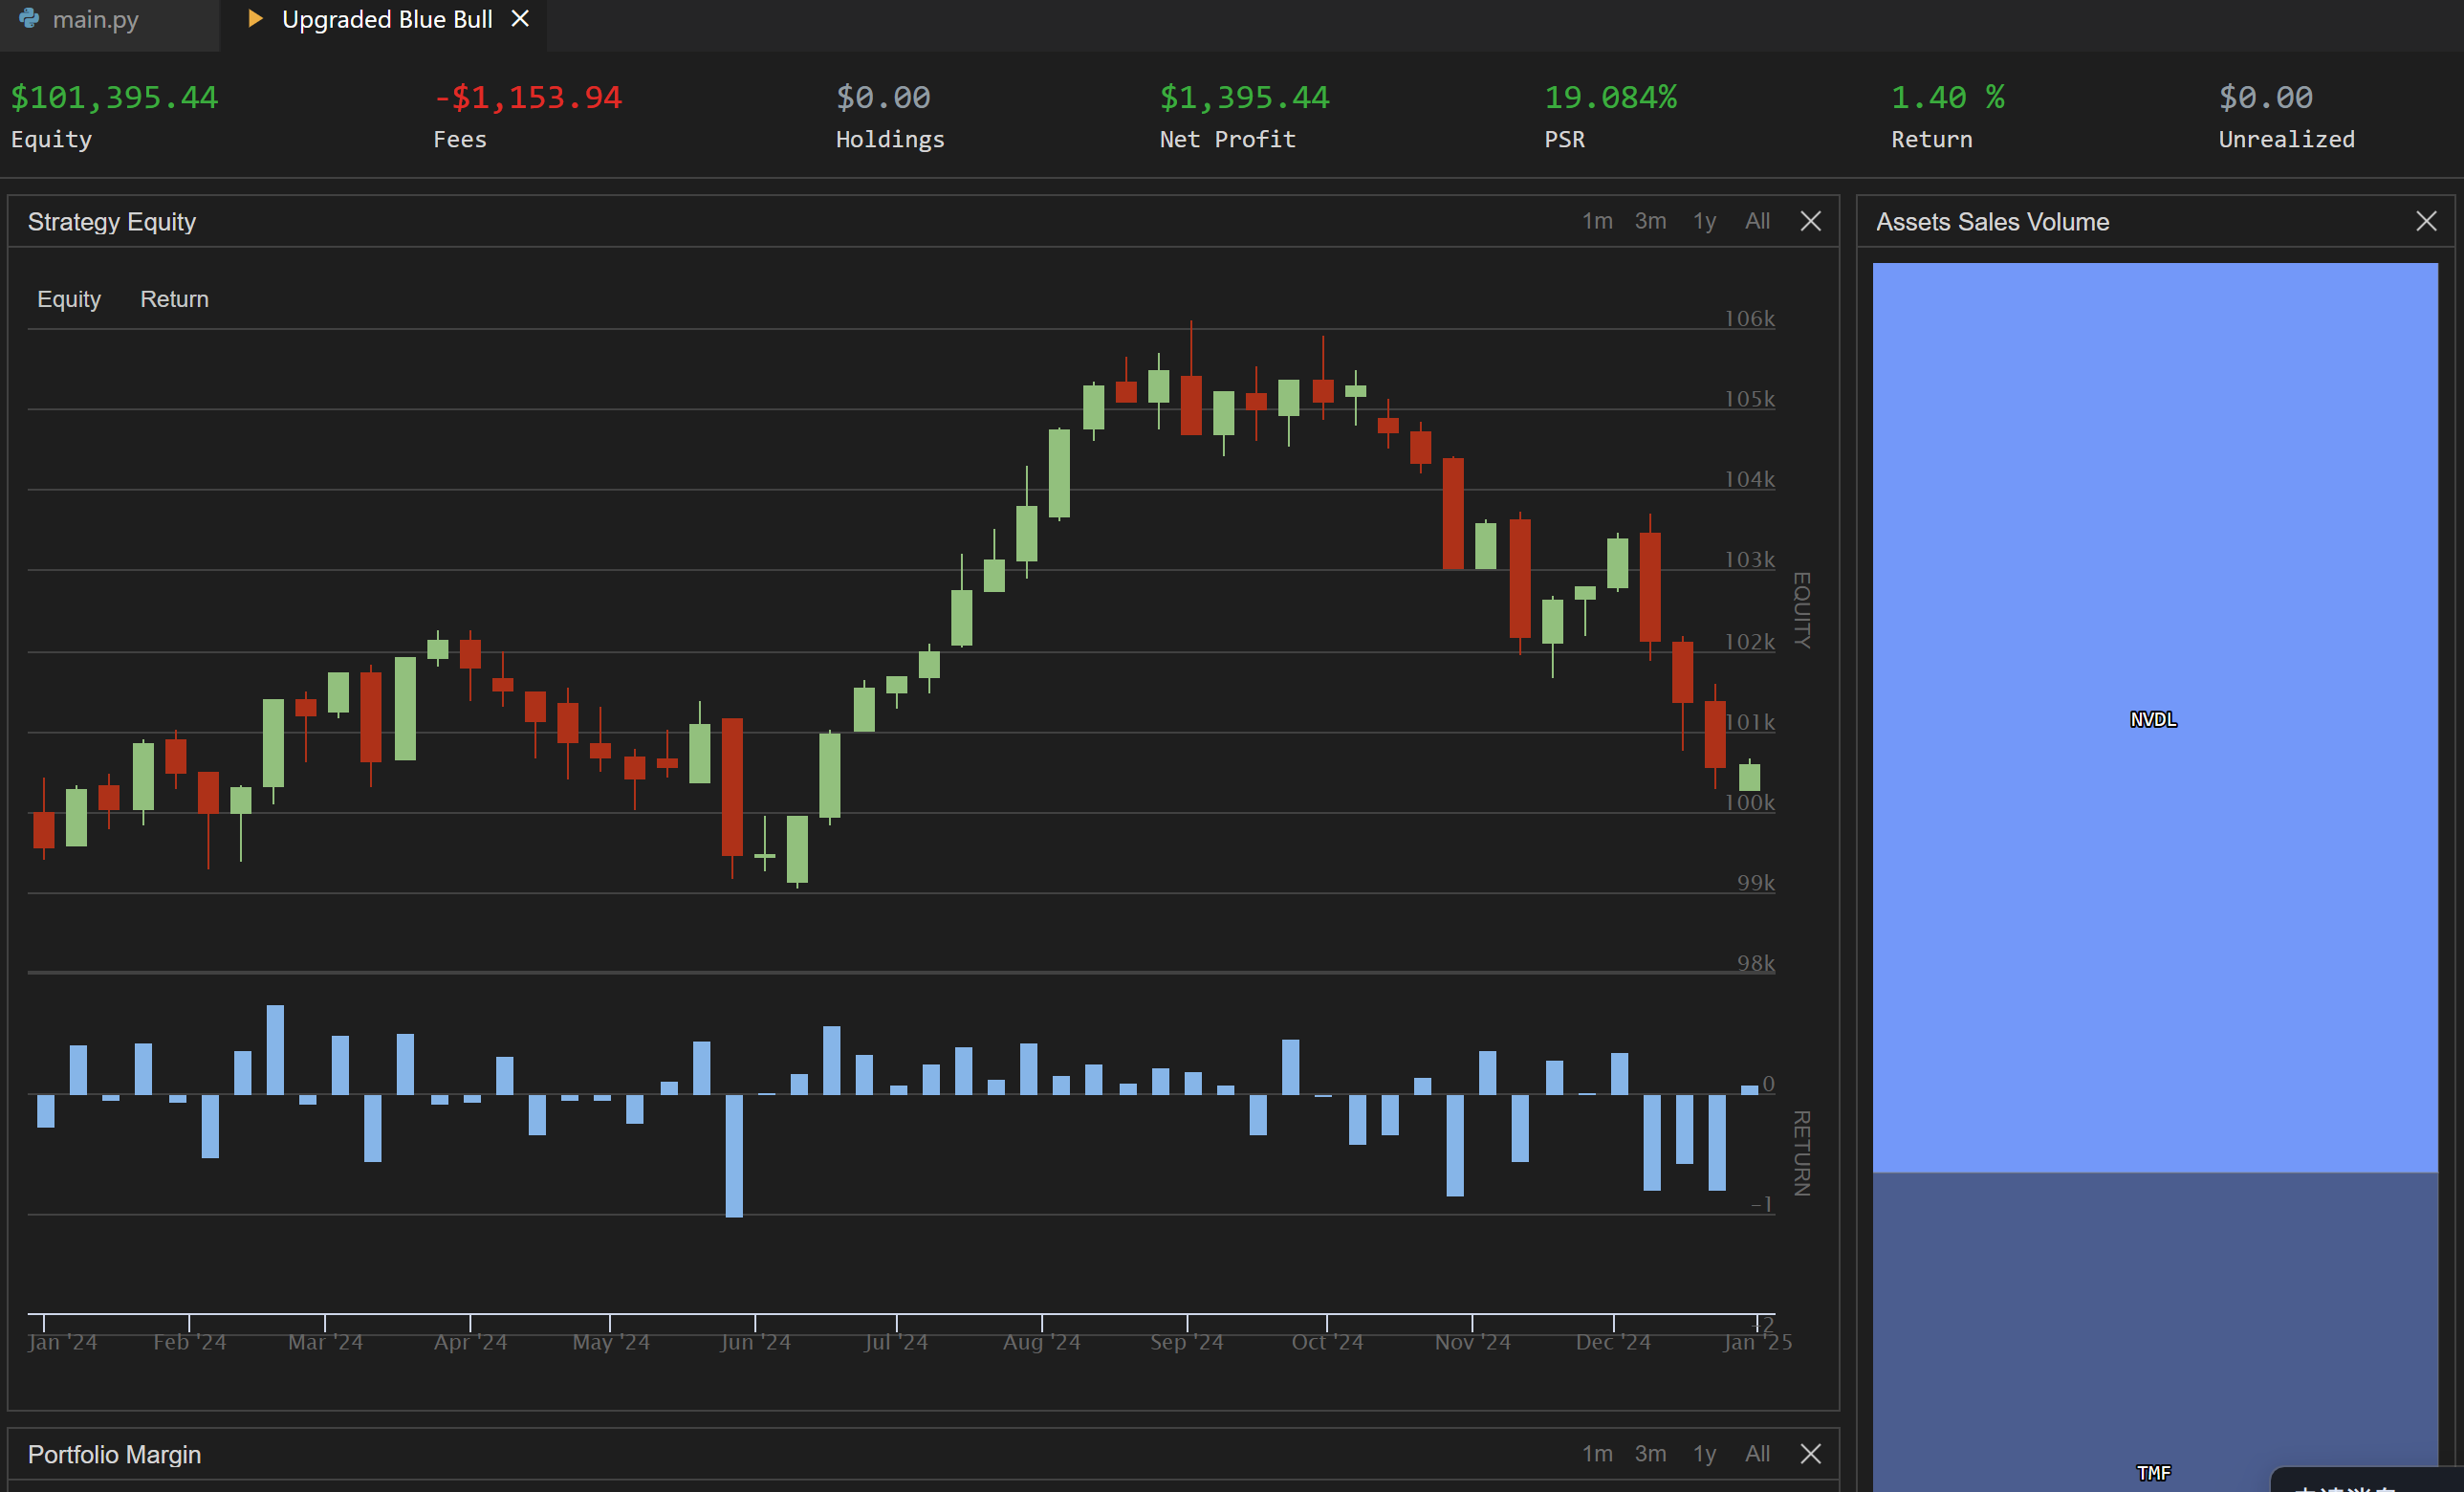 main.py Upgraded Blue Bull
$101,395.44 -$1,153.94 $0.00 $1,395.44 19.084% 1.40 % $0.00
Equity Fees Holdings Net Profit PSR Return Unrealized
Strategy Equity 1m 3m 1y All
Equity Return
106k
105k
104k
103k
102k
101k
100k
99k
98k
EQUITY
0
-1
-2
RETURN
Jan '24 Feb '24 Mar '24 Apr '24 May '24 Jun '24 Jul '24 Aug '24 Sep '24 Oct '24 Nov '24 Dec '24 Jan '25
Portfolio Margin 1m 3m 1y All
Assets Sales Volume
NVDL
TMF